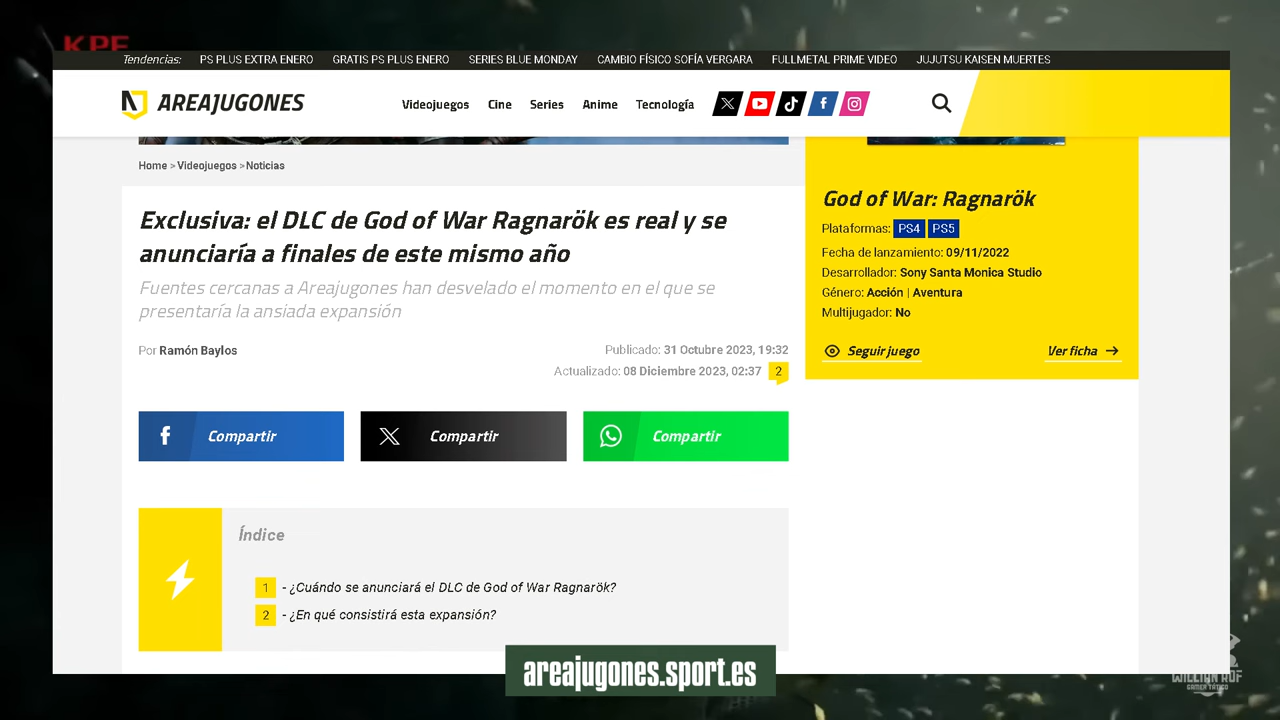 KPF
Tendencias: PS PLUS EXTRA ENERO GRATIS PS PLUS ENERO SERIES BLUE MONDAY CAMBIO FÍSICO SOFÍA VERGARA FULLMETAL PRIME VIDEO JUJUTSU KAISEN MUERTES
AREAJUGONES
Videojuegos Cine Series Anime Tecnología
Home > Videojuegos > Noticias
Exclusiva: el DLC de God of War Ragnarök es real y se
anunciaría a finales de este mismo año
Fuentes cercanas a Areajugones han desvelado el momento en el que se
presentaría la ansiada expansión
Por Ramón Baylos
Publicado: 31 Octubre 2023, 19:32
Actualizado: 08 Diciembre 2023, 02:37 2
Compartir Compartir Compartir
Índice
1 - ¿Cuándo se anunciará el DLC de God of War Ragnarök?
2 - ¿En qué consistirá esta expansión?
God of War: Ragnarök
Plataformas: PS4 PS5
Fecha de lanzamiento: 09/11/2022
Desarrollador: Sony Santa Monica Studio
Género: Acción | Aventura
Multijugador: No
Seguir juego Ver ficha
areajugones.sport.es
WILLIAN RUF
GAMER TÁTICO